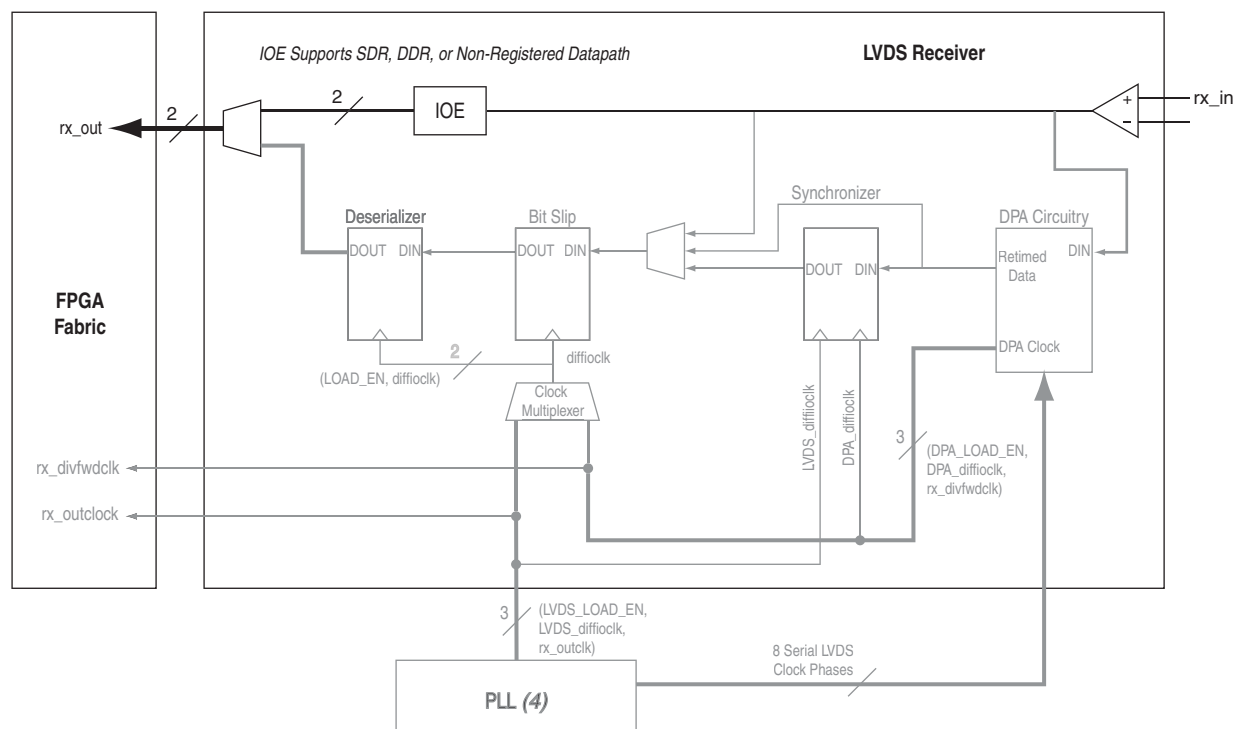 IOE Supports SDR, DDR, or Non-Registered Datapath
LVDS Receiver
2
2
IOE
+
–
rx_in
rx_out
Synchronizer
Deserializer
Bit Slip
DPA Circuitry
DOUT DIN
DOUT DIN
DOUT DIN
Retimed
Data
DIN
FPGA
Fabric
DPA Clock
2
diffioclk
(LOAD_EN, diffioclk)
Clock
Multiplexer
LVDS_diffiioclk
DPA_diffioclk
3
(DPA_LOAD_EN,
DPA_diffioclk,
rx_divfwdclk)
rx_divfwdclk
rx_outclock
3
(LVDS_LOAD_EN,
LVDS_diffioclk,
rx_outclk)
8 Serial LVDS
Clock Phases
PLL (4)